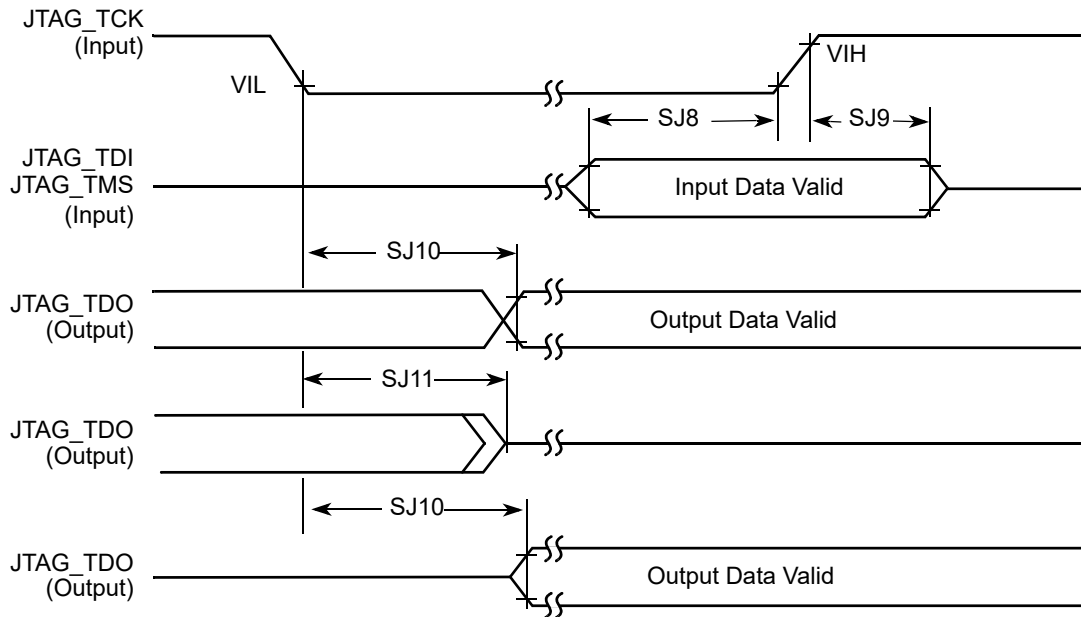 JTAG_TCK
(Input)
VIL
VIH
SJ8
SJ9
JTAG_TDI
JTAG_TMS
(Input)
Input Data Valid
SJ10
JTAG_TDO
(Output)
Output Data Valid
SJ11
JTAG_TDO
(Output)
SJ10
JTAG_TDO
(Output)
Output Data Valid